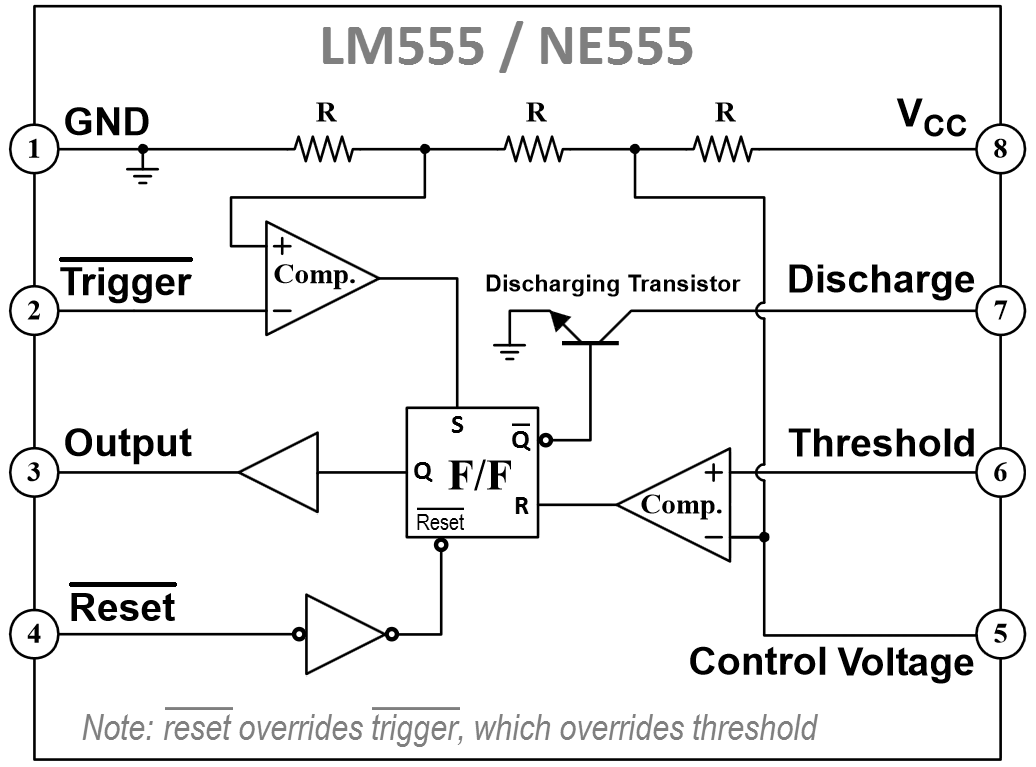 LM555 / NE555
R
R
R
GND
V_CC
1
8
+
Comp.
−
Trigger
2
Discharging Transistor
Discharge
7
S
Q
Q
F/F
R
Reset
Output
3
Threshold
6
+
Comp.
−
Reset
4
5
Control Voltage
Note: reset overrides trigger, which overrides threshold